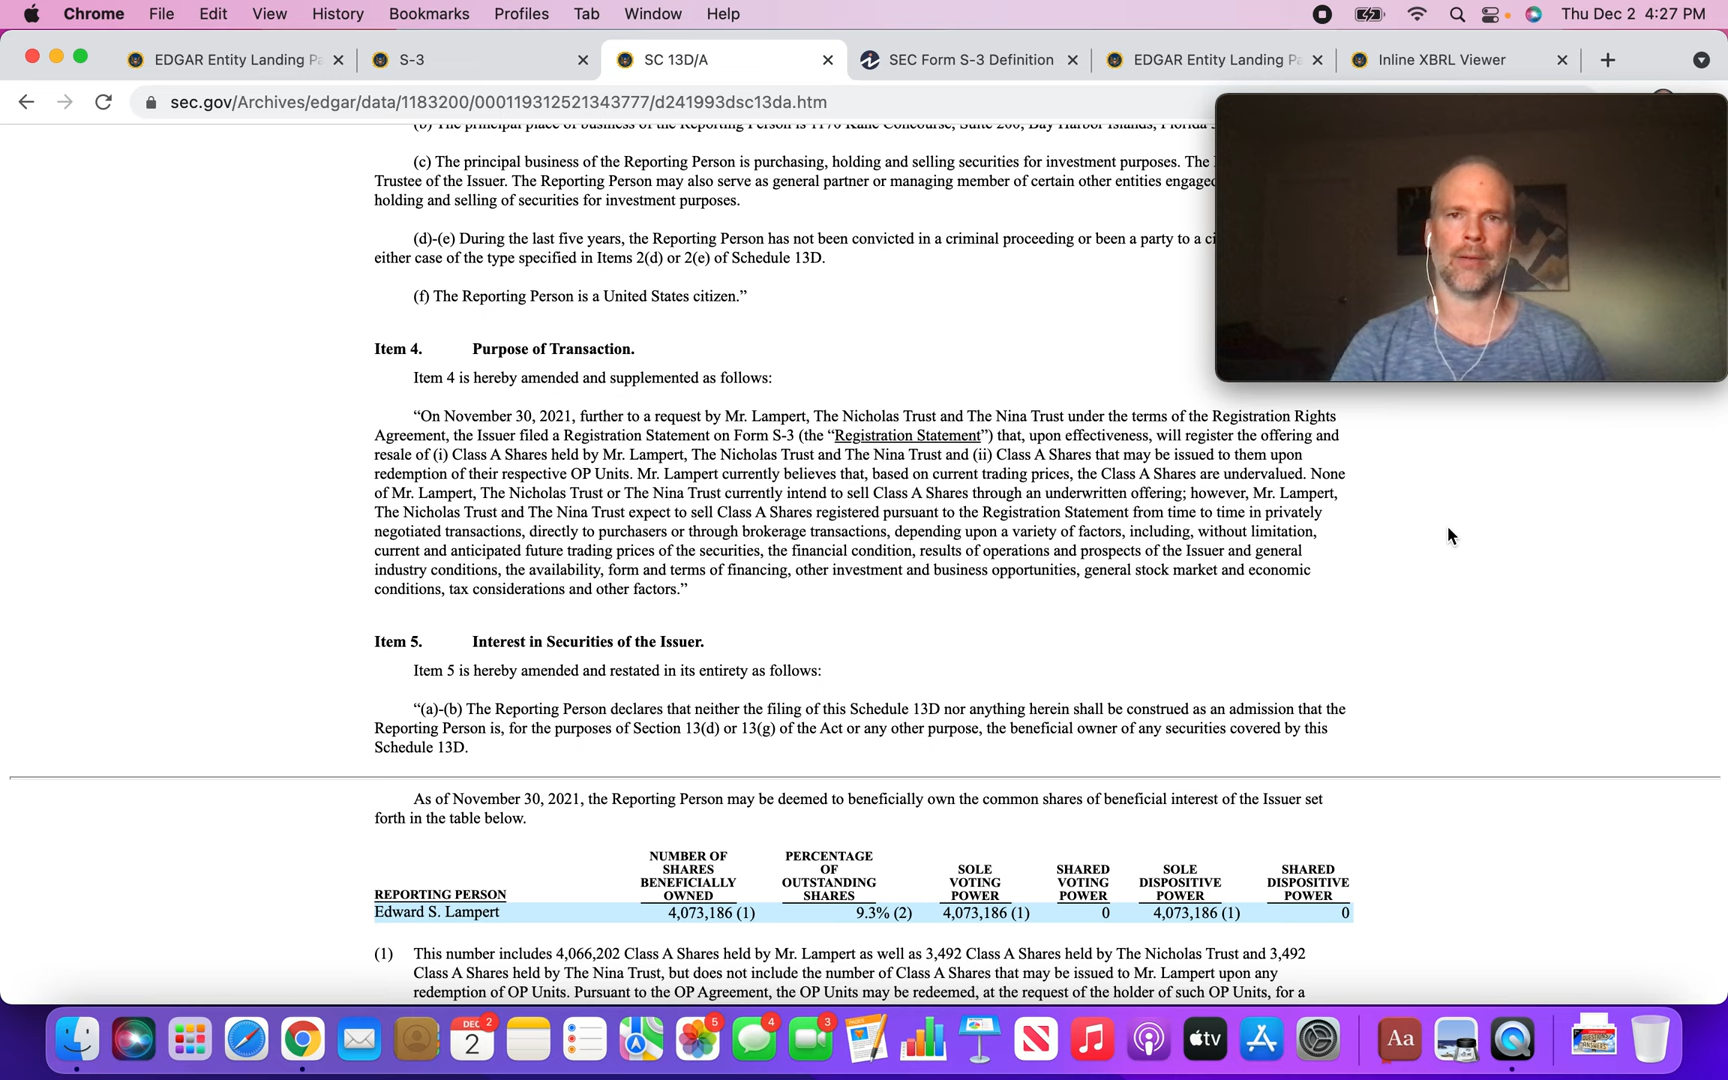 Chrome File Edit View History Bookmarks Profiles Tab Window Help Thu Dec 2 4:27 PM
EDGAR Entity Landing Pa S-3 SC 13D/A SEC Form S-3 Definition EDGAR Entity Landing Pa Inline XBRL Viewer
sec.gov/Archives/edgar/data/1183200/000119312521343777/d241993dsc13da.htm
(b) The principal place of business of the Reporting Person is 1170 Kane Concourse, Suite 200, Bay Harbor Islands, Florida
(c) The principal business of the Reporting Person is purchasing, holding and selling securities for investment purposes. The
Trustee of the Issuer. The Reporting Person may also serve as general partner or managing member of certain other entities engaged
holding and selling of securities for investment purposes.
(d)-(e) During the last five years, the Reporting Person has not been convicted in a criminal proceeding or been a party to a ci
either case of the type specified in Items 2(d) or 2(e) of Schedule 13D.
(f) The Reporting Person is a United States citizen.”
Item 4. Purpose of Transaction.
Item 4 is hereby amended and supplemented as follows:
“On November 30, 2021, further to a request by Mr. Lampert, The Nicholas Trust and The Nina Trust under the terms of the Registration Rights
Agreement, the Issuer filed a Registration Statement on Form S-3 (the “Registration Statement”) that, upon effectiveness, will register the offering and
resale of (i) Class A Shares held by Mr. Lampert, The Nicholas Trust and The Nina Trust and (ii) Class A Shares that may be issued to them upon
redemption of their respective OP Units. Mr. Lampert currently believes that, based on current trading prices, the Class A Shares are undervalued. None
of Mr. Lampert, The Nicholas Trust or The Nina Trust currently intend to sell Class A Shares through an underwritten offering; however, Mr. Lampert,
The Nicholas Trust and The Nina Trust expect to sell Class A Shares registered pursuant to the Registration Statement from time to time in privately
negotiated transactions, directly to purchasers or through brokerage transactions, depending upon a variety of factors, including, without limitation,
current and anticipated future trading prices of the securities, the financial condition, results of operations and prospects of the Issuer and general
industry conditions, the availability, form and terms of financing, other investment and business opportunities, general stock market and economic
conditions, tax considerations and other factors.”
Item 5. Interest in Securities of the Issuer.
Item 5 is hereby amended and restated in its entirety as follows:
“(a)-(b) The Reporting Person declares that neither the filing of this Schedule 13D nor anything herein shall be construed as an admission that the
Reporting Person is, for the purposes of Section 13(d) or 13(g) of the Act or any other purpose, the beneficial owner of any securities covered by this
Schedule 13D.
As of November 30, 2021, the Reporting Person may be deemed to beneficially own the common shares of beneficial interest of the Issuer set
forth in the table below.
REPORTING PERSON
NUMBER OF
SHARES
BENEFICIALLY
OWNED
PERCENTAGE
OF
OUTSTANDING
SHARES
SOLE
VOTING
POWER
SHARED
VOTING
POWER
SOLE
DISPOSITIVE
POWER
SHARED
DISPOSITIVE
POWER
Edward S. Lampert 4,073,186 (1) 9.3% (2) 4,073,186 (1) 0 4,073,186 (1) 0
(1) This number includes 4,066,202 Class A Shares held by Mr. Lampert as well as 3,492 Class A Shares held by The Nicholas Trust and 3,492
Class A Shares held by The Nina Trust, but does not include the number of Class A Shares that may be issued to Mr. Lampert upon any
redemption of OP Units. Pursuant to the OP Agreement, the OP Units may be redeemed, at the request of the holder of such OP Units, for a
DEC 2
2
5
4
3
tv
Aa